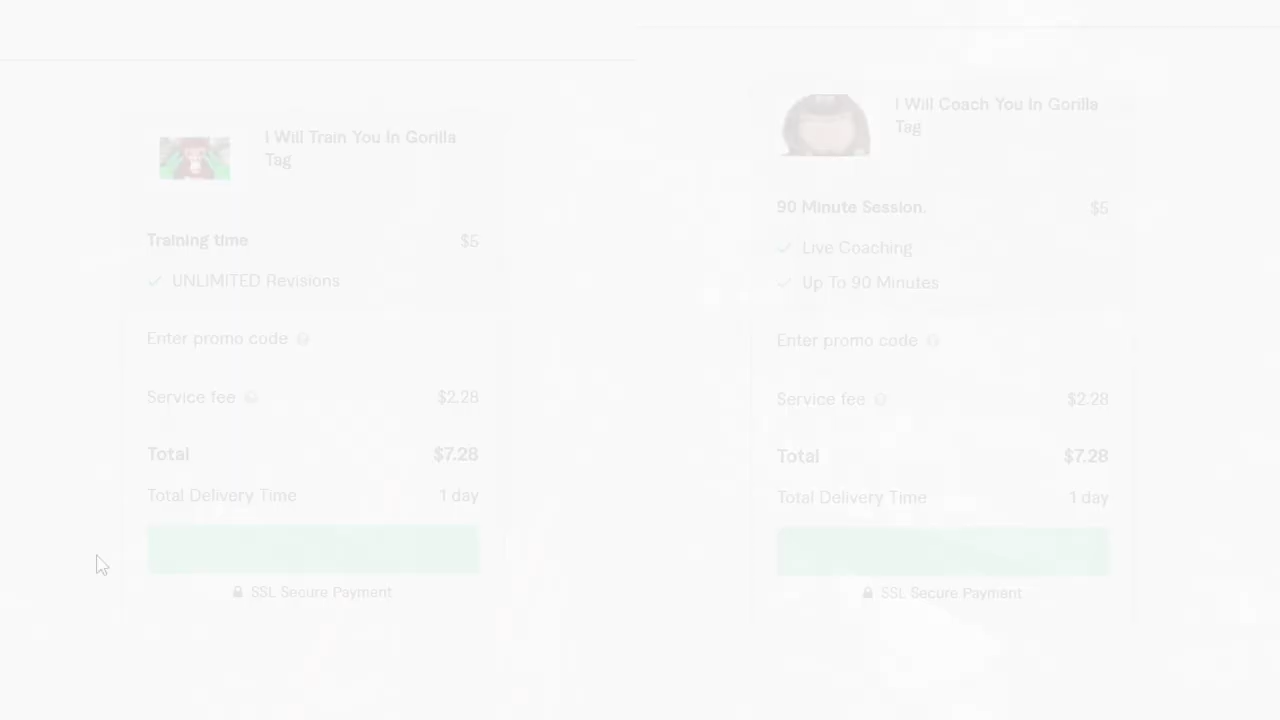 I Will Train You In Gorilla
Tag
Training time $5
UNLIMITED Revisions
Enter promo code
Service fee $2.28
Total $7.28
Total Delivery Time 1 day
SSL Secure Payment
I Will Coach You In Gorilla
Tag
90 Minute Session. $5
Live Coaching
Up To 90 Minutes
Enter promo code
Service fee $2.28
Total $7.28
Total Delivery Time 1 day
SSL Secure Payment